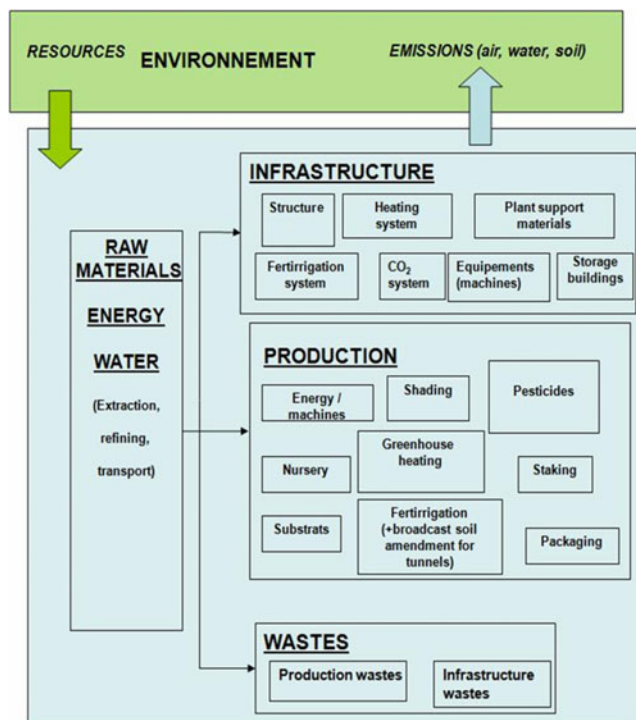 RESOURCES
ENVIRONNEMENT
EMISSIONS (air, water, soil)
INFRASTRUCTURE
Structure
Heating
system
Plant support
materials
Fertirrigation
system
CO₂
system
Equipements
(machines)
Storage
buildings
RAW
MATERIALS
ENERGY
WATER
(Extraction,
refining,
transport)
PRODUCTION
Energy /
machines
Shading
Pesticides
Nursery
Greenhouse
heating
Staking
Substrats
Fertirrigation
(+broadcast soil
amendment for
tunnels)
Packaging
WASTES
Production wastes
Infrastructure
wastes